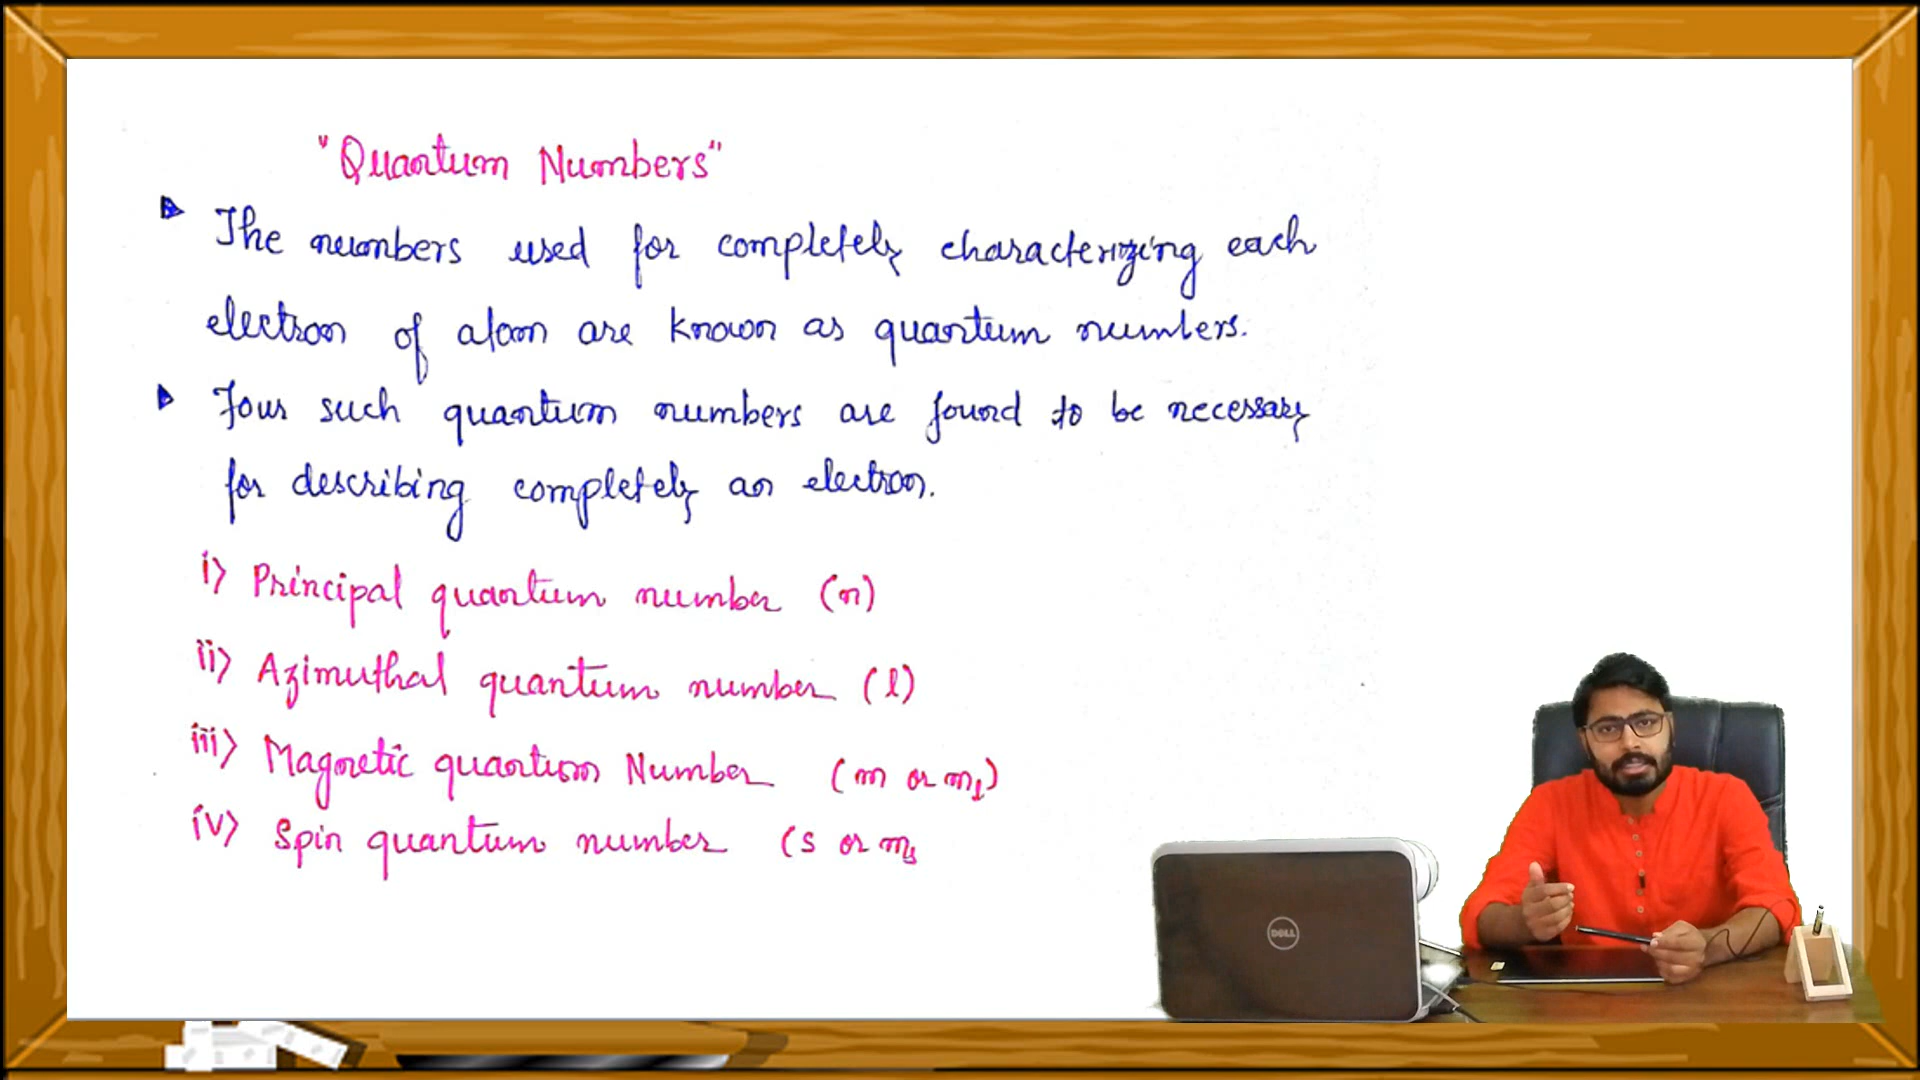 "Quantum Numbers"
The numbers used for completely characterizing each
electron of atom are known as quantum numbers.
Four such quantum numbers are found to be necessary
for describing completely an electron.
i) Principal quantum number (n)
ii) Azimuthal quantum number (l)
iii) Magnetic quantum Number (m or ml)
iv) Spin quantum number (s or ms
DELL